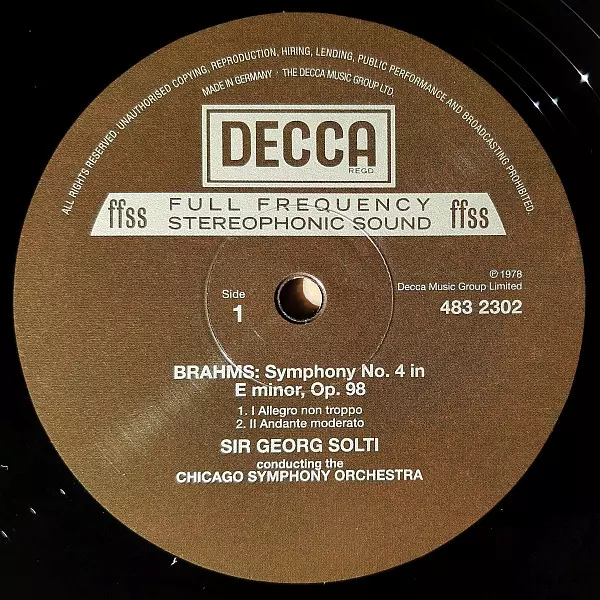 ALL RIGHTS RESERVED. UNAUTHORISED COPYING, REPRODUCTION, HIRING, LENDING, PUBLIC PERFORMANCE AND BROADCASTING PROHIBITED.
MADE IN GERMANY · THE DECCA MUSIC GROUP LTD.
DECCA
REGD
ffss FULL FREQUENCY ffss
STEREOPHONIC SOUND
℗ 1978
Decca Music Group Limited
483 2302
Side
1
BRAHMS: Symphony No. 4 in
E minor, Op. 98
1. I Allegro non troppo
2. II Andante moderato
SIR GEORG SOLTI
conducting the
CHICAGO SYMPHONY ORCHESTRA